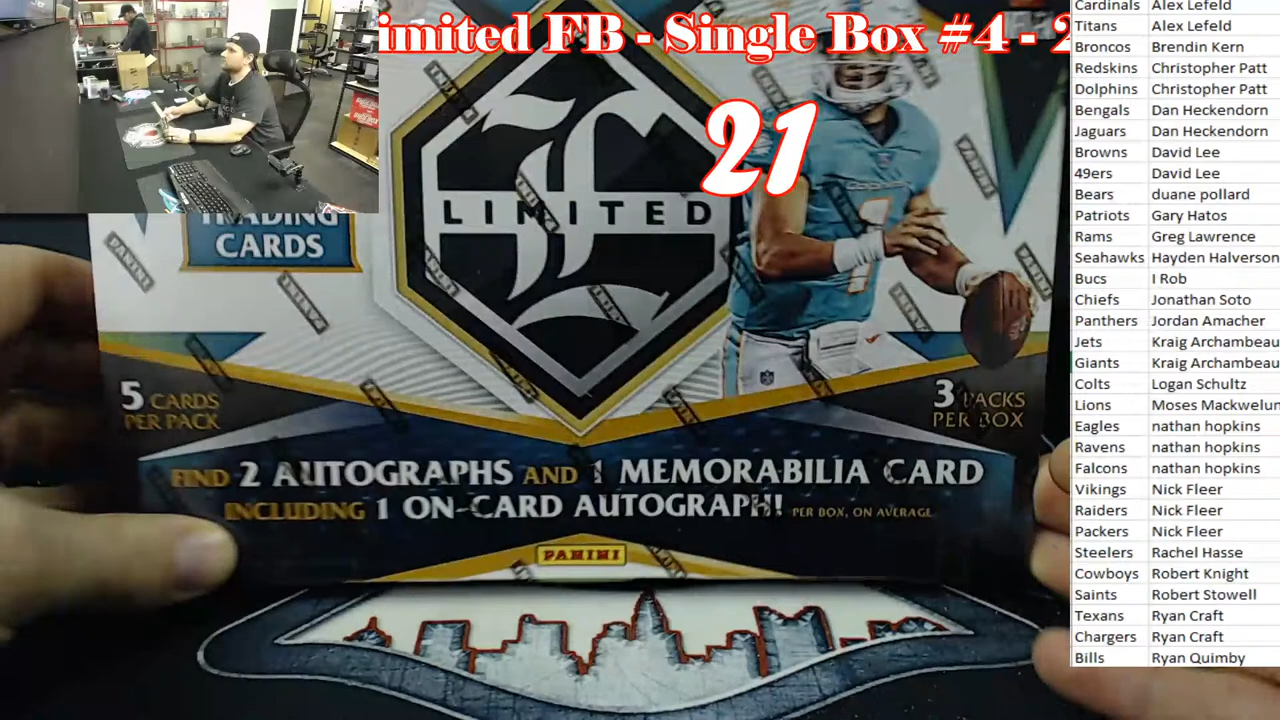 imited FB - Single Box #4 - 2
21
LIMITED
TRADING
CARDS
5 CARDS
PER PACK
3 PACKS
PER BOX
FIND 2 AUTOGRAPHS AND 1 MEMORABILIA CARD
INCLUDING 1 ON-CARD AUTOGRAPH! PER BOX, ON AVERAGE
PANINI
Cardinals Alex Lefeld
Titans Alex Lefeld
Broncos Brendin Kern
Redskins Christopher Patt
Dolphins Christopher Patt
Bengals Dan Heckendorn
Jaguars Dan Heckendorn
Browns David Lee
49ers David Lee
Bears duane pollard
Patriots Gary Hatos
Rams Greg Lawrence
Seahawks Hayden Halverson
Bucs I Rob
Chiefs Jonathan Soto
Panthers Jordan Amacher
Jets Kraig Archambeau
Giants Kraig Archambeau
Colts Logan Schultz
Lions Moses Mackwelun
Eagles nathan hopkins
Ravens nathan hopkins
Falcons nathan hopkins
Vikings Nick Fleer
Raiders Nick Fleer
Packers Nick Fleer
Steelers Rachel Hasse
Cowboys Robert Knight
Saints Robert Stowell
Texans Ryan Craft
Chargers Ryan Craft
Bills Ryan Quimby